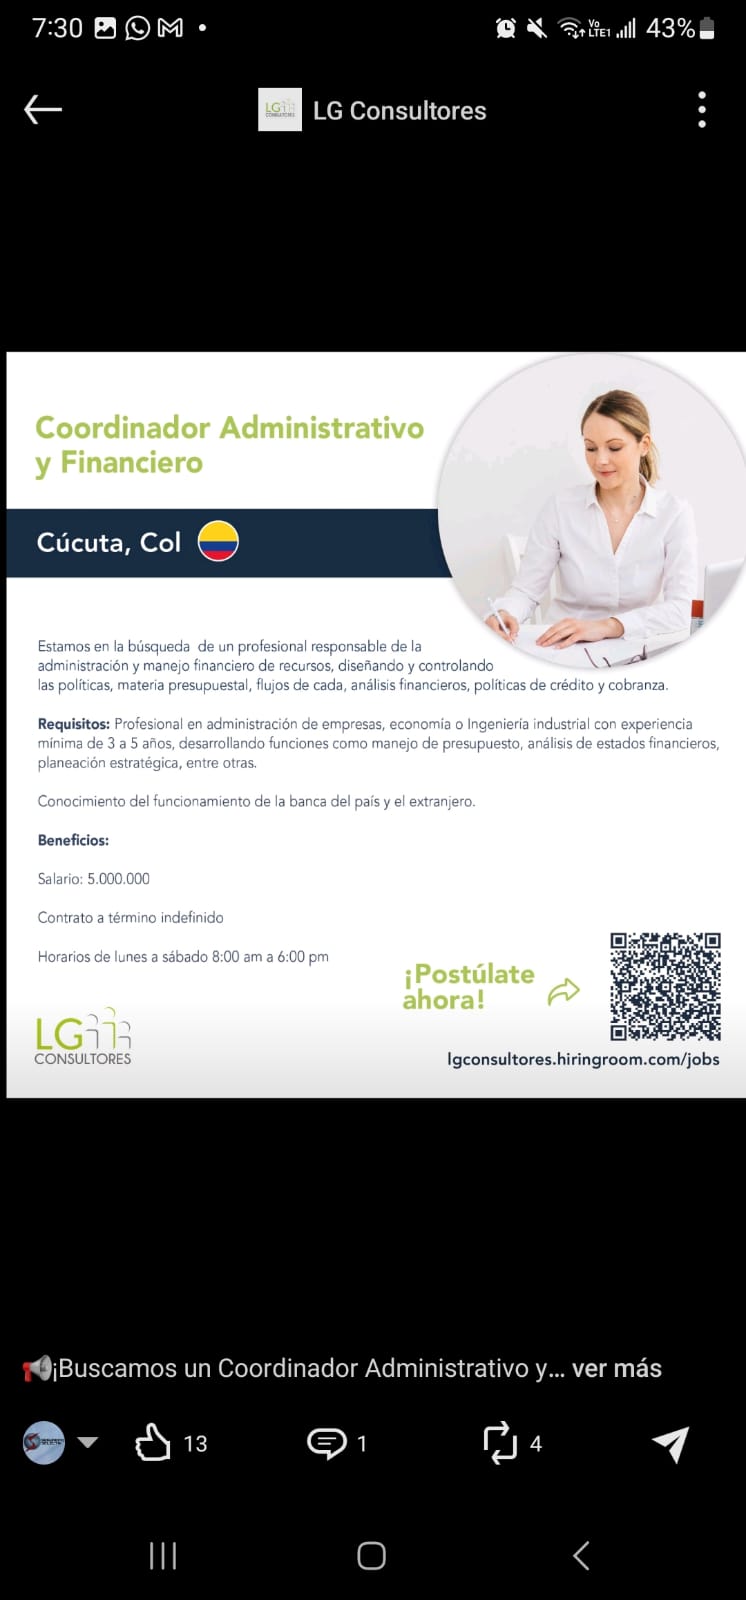 7:30
Vo
LTE1
43%
LG
CONSULTORES
LG Consultores
Coordinador Administrativo
y Financiero
Cúcuta, Col
Estamos en la búsqueda de un profesional responsable de la
administración y manejo financiero de recursos, diseñando y controlando
las políticas, materia presupuestal, flujos de cada, análisis financieros, políticas de crédito y cobranza.
Requisitos: Profesional en administración de empresas, economía o Ingeniería industrial con experiencia
mínima de 3 a 5 años, desarrollando funciones como manejo de presupuesto, análisis de estados financieros,
planeación estratégica, entre otras.
Conocimiento del funcionamiento de la banca del país y el extranjero.
Beneficios:
Salario: 5.000.000
Contrato a término indefinido
Horarios de lunes a sábado 8:00 am a 6:00 pm
¡Postúlate
ahora!
LG
CONSULTORES
lgconsultores.hiringroom.com/jobs
¡Buscamos un Coordinador Administrativo y... ver más
13
1
4